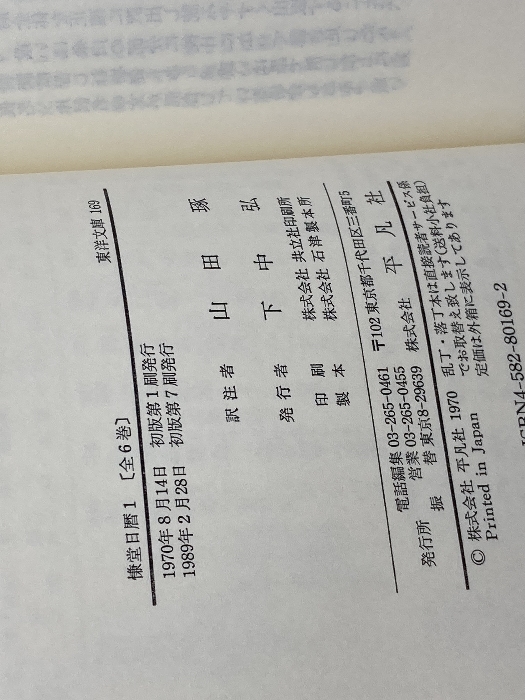 東洋文庫 169
慊堂日暦 1 〔全6巻〕
1970年8月14日 初版第1刷発行
1989年2月28日 初版第7刷発行
訳注者 山田琢
発行者 下中弘
印刷 株式会社 共立社印刷所
製本 株式会社 石津製本所
〒102 東京都千代田区三番町5
発行所 株式会社 平凡社
電話編集 03-265-0461
営業 03-265-0455
振替 東京8-29639
乱丁・落丁本は直接読者サービス係
でお取替え致します(送料小社負担)
定価は外箱に表示してあります
© 株式会社 平凡社 1970
Printed in Japan
ISBN4-582-80169-2